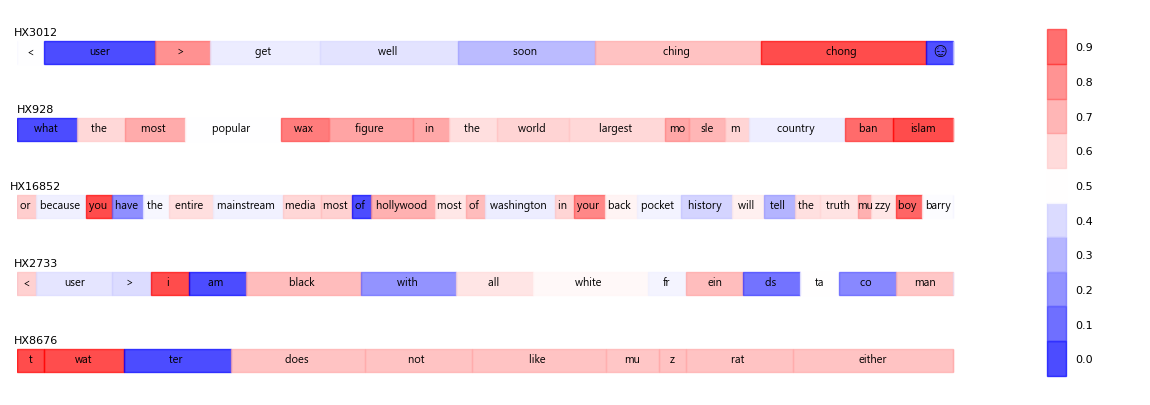 HX3012
< user > get well soon ching chong 😑
HX928
what the most popular wax figure in the world largest mo sle m country ban islam
HX16852
or because you have the entire mainstream media most of hollywood most of washington in your back pocket history will tell the truth mu zzy boy barry
HX2733
< user > i am black with all white fr ein ds ta co man
HX8676
t wat ter does not like mu z rat either
0.9
0.8
0.7
0.6
0.5
0.4
0.3
0.2
0.1
0.0